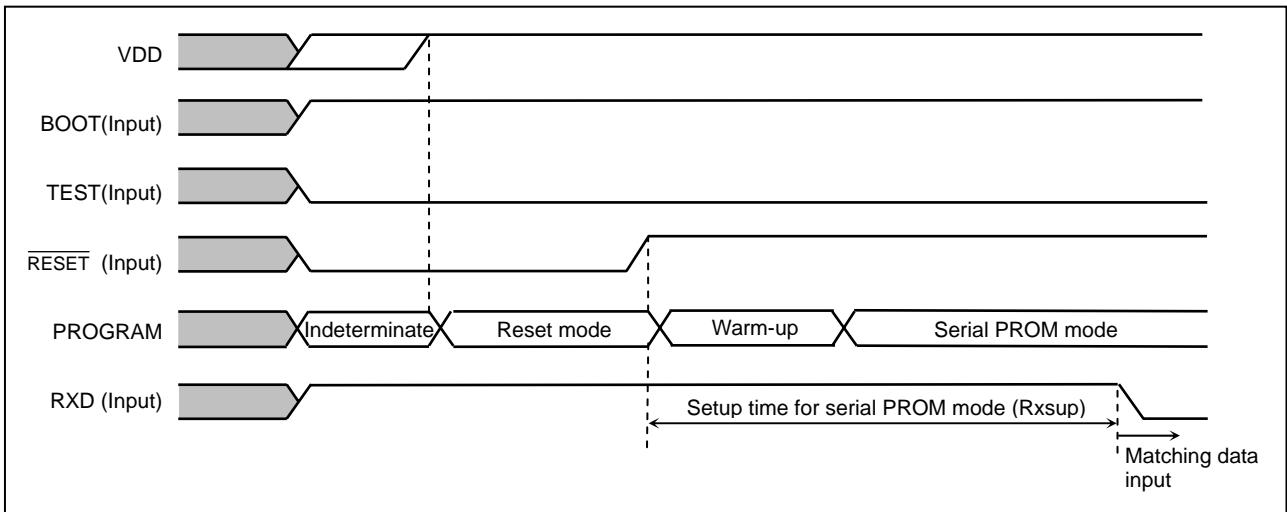 VDD
BOOT(Input)
TEST(Input)
RESET (Input)
PROGRAM
Indeterminate
Reset mode
Warm-up
Serial PROM mode
RXD (Input)
Setup time for serial PROM mode (Rxsup)
Matching data
input